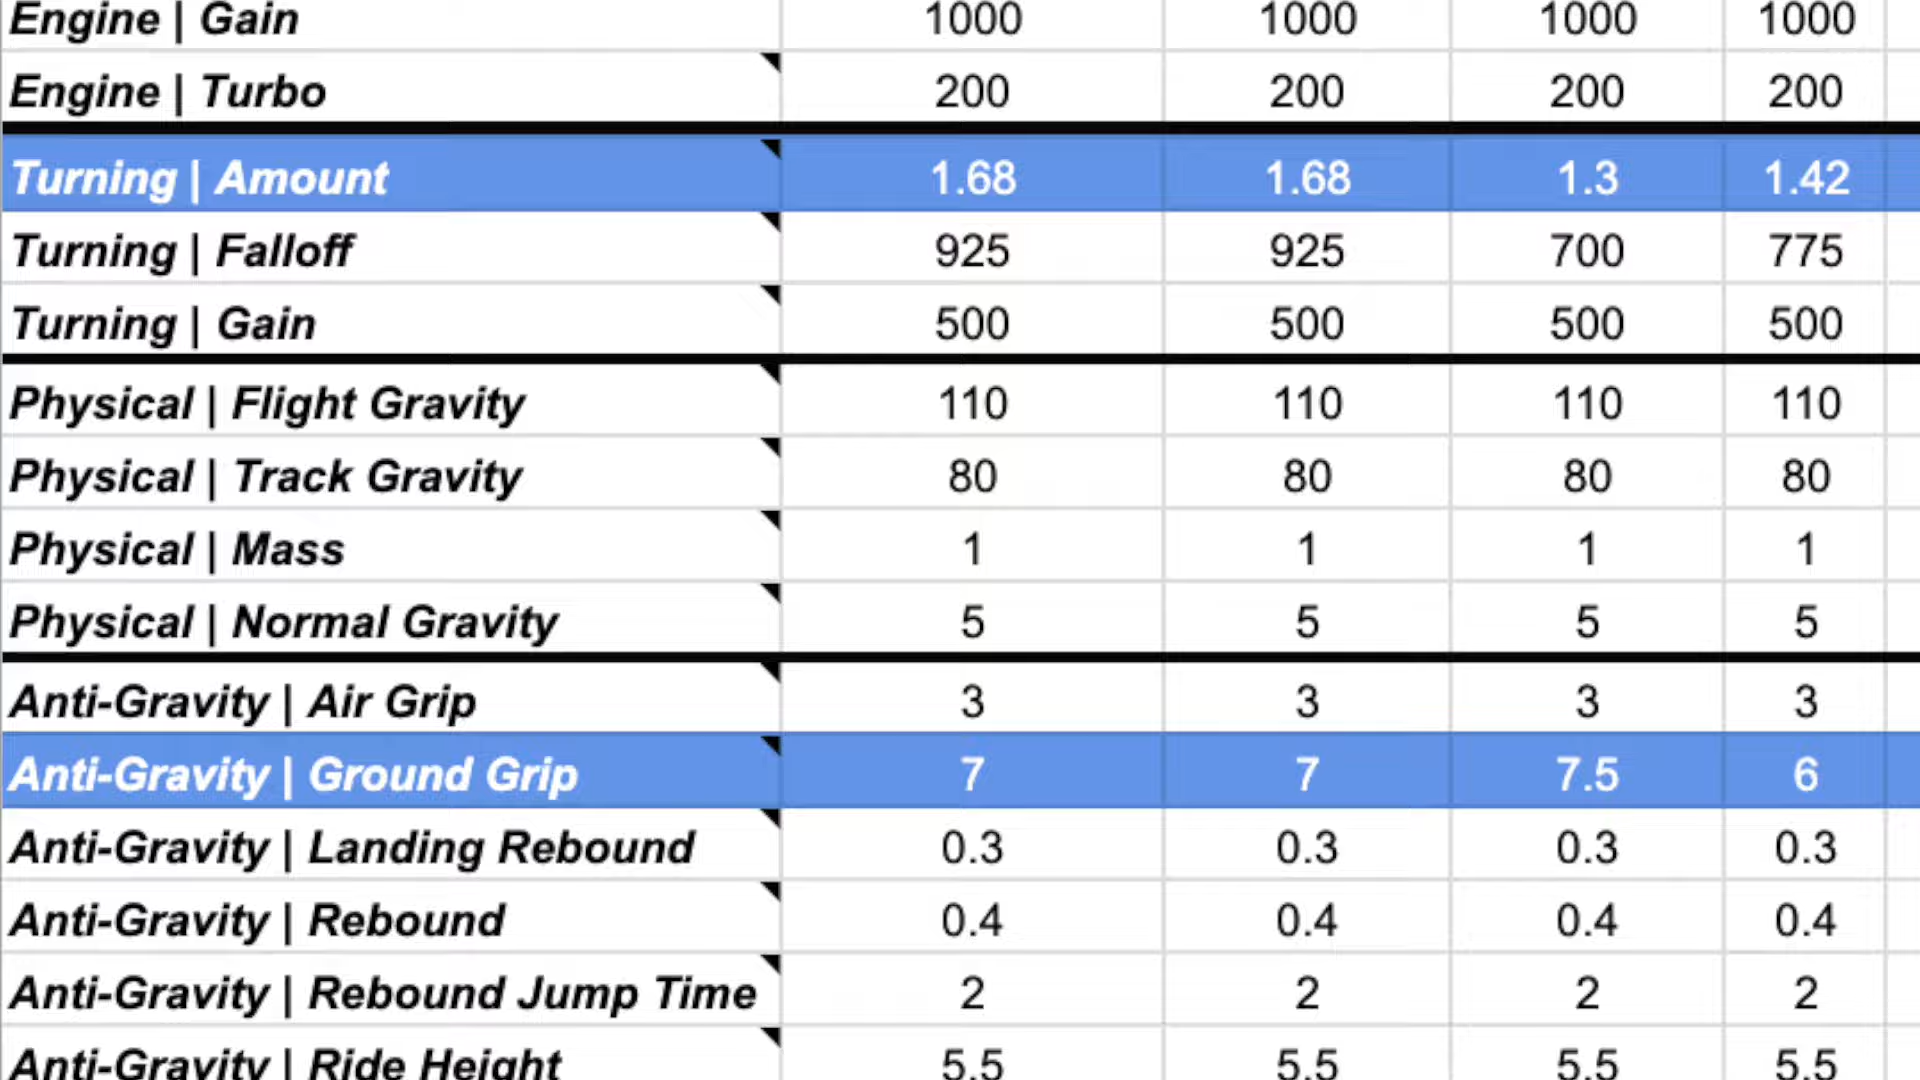 Engine | Gain 1000 1000 1000 1000
Engine | Turbo 200 200 200 200
Turning | Amount 1.68 1.68 1.3 1.42
Turning | Falloff 925 925 700 775
Turning | Gain 500 500 500 500
Physical | Flight Gravity 110 110 110 110
Physical | Track Gravity 80 80 80 80
Physical | Mass 1 1 1 1
Physical | Normal Gravity 5 5 5 5
Anti-Gravity | Air Grip 3 3 3 3
Anti-Gravity | Ground Grip 7 7 7.5 6
Anti-Gravity | Landing Rebound 0.3 0.3 0.3 0.3
Anti-Gravity | Rebound 0.4 0.4 0.4 0.4
Anti-Gravity | Rebound Jump Time 2 2 2 2
Anti-Gravity | Ride Height 5.5 5.5 5.5 5.5